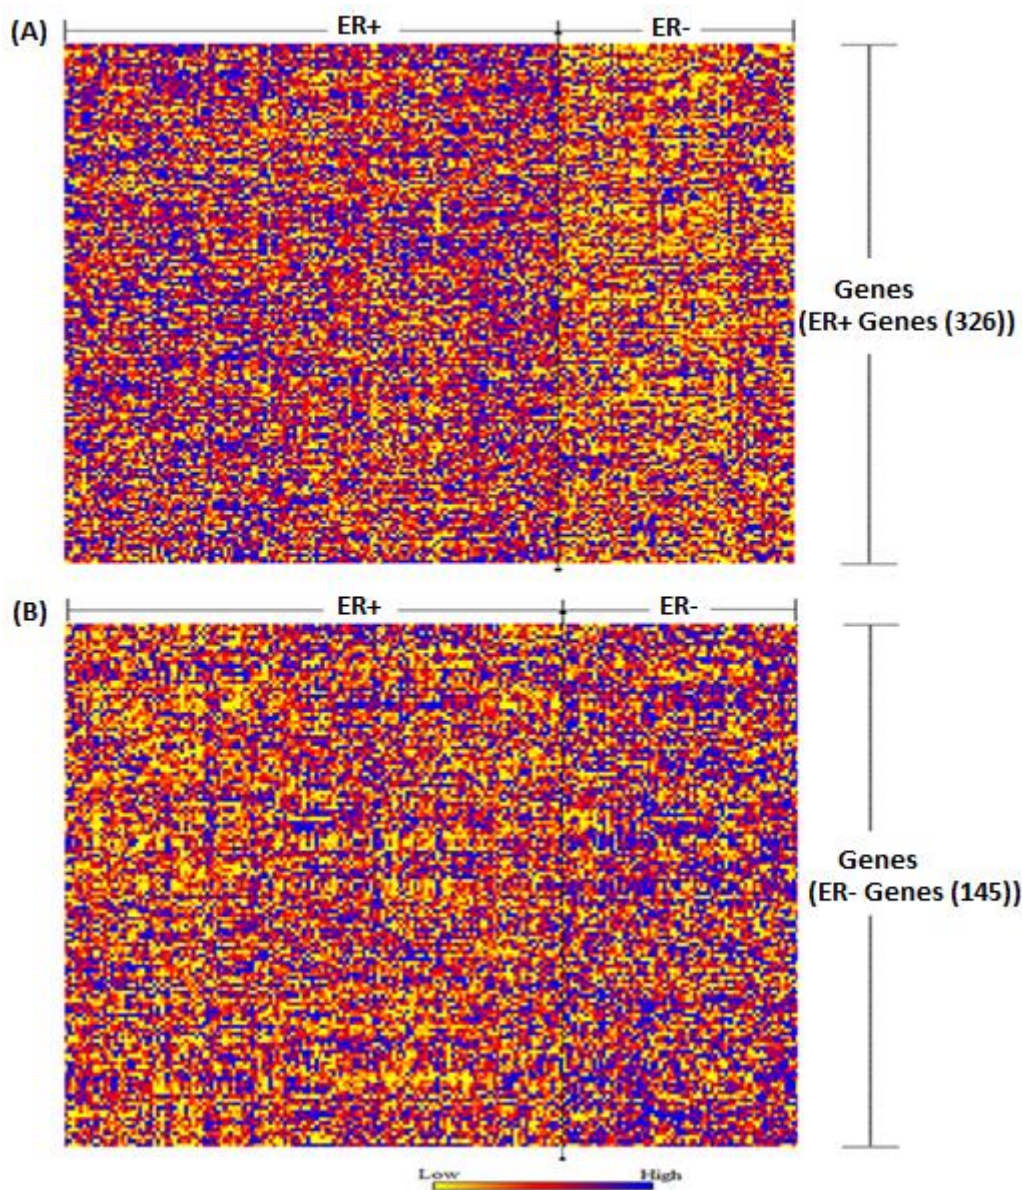 (A) ER+ ER-
Genes
(ER+ Genes (326))
(B) ER+ ER-
Genes
(ER- Genes (145))
Low High